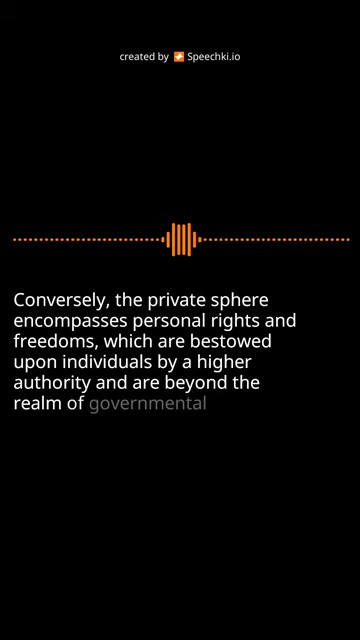 created by Speechki.io
Conversely, the private sphere
encompasses personal rights and
freedoms, which are bestowed
upon individuals by a higher
authority and are beyond the
realm of governmental